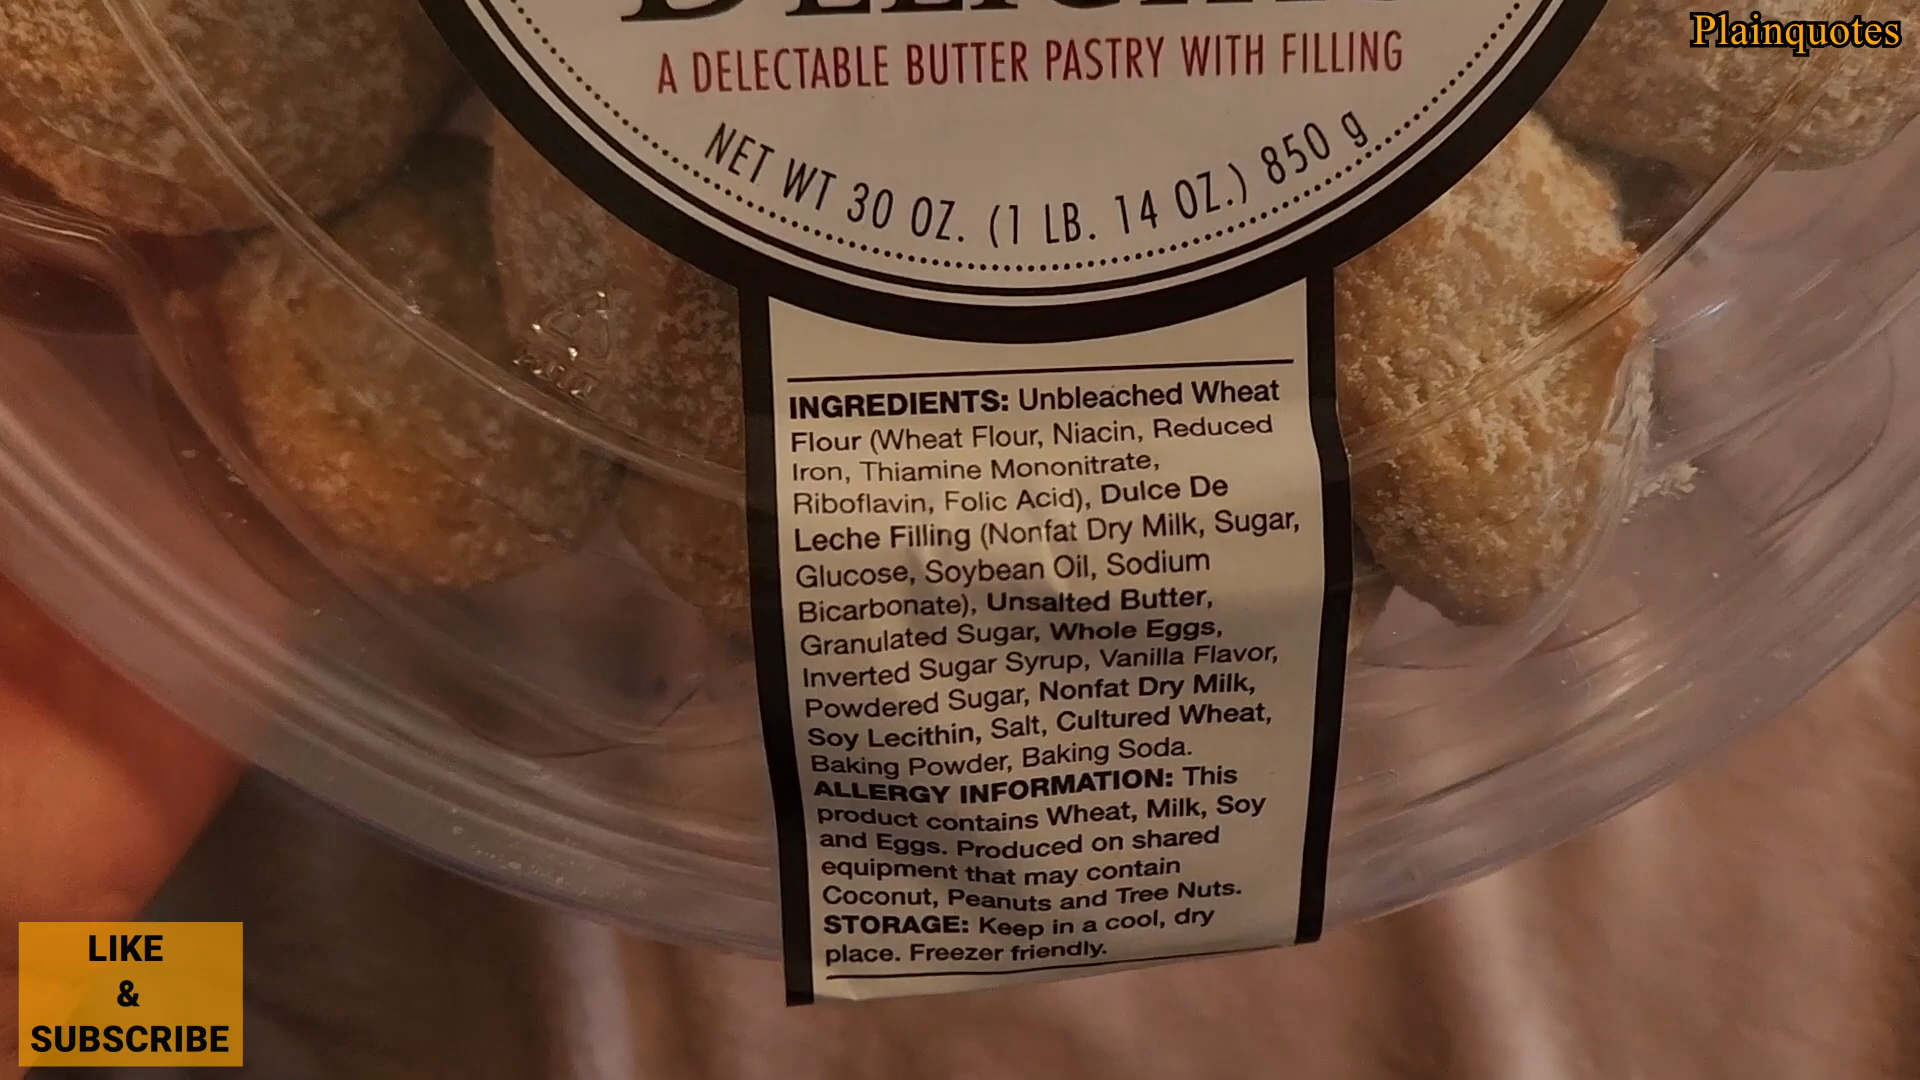 Plainquotes
A DELECTABLE BUTTER PASTRY WITH FILLING
NET WT 30 OZ. (1 LB. 14 OZ.) 850 g
INGREDIENTS: Unbleached Wheat
Flour (Wheat Flour, Niacin, Reduced
Iron, Thiamine Mononitrate,
Riboflavin, Folic Acid), Dulce De
Leche Filling (Nonfat Dry Milk, Sugar,
Glucose, Soybean Oil, Sodium
Bicarbonate), Unsalted Butter,
Granulated Sugar, Whole Eggs,
Inverted Sugar Syrup, Vanilla Flavor,
Powdered Sugar, Nonfat Dry Milk,
Soy Lecithin, Salt, Cultured Wheat,
Baking Powder, Baking Soda.
ALLERGY INFORMATION: This
product contains Wheat, Milk, Soy
and Eggs. Produced on shared
equipment that may contain
Coconut, Peanuts and Tree Nuts.
STORAGE: Keep in a cool, dry
place. Freezer friendly.
LIKE
&
SUBSCRIBE